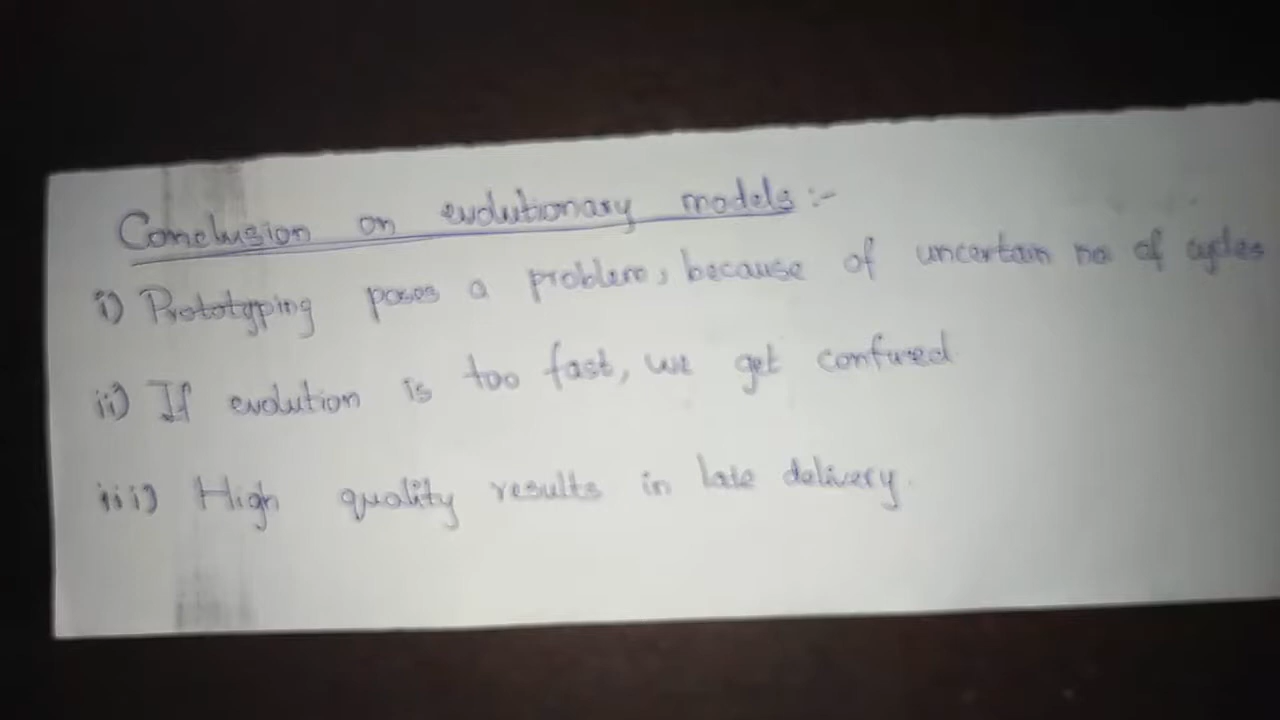 Conclusion on evolutionary models :-
i) Prototyping poses a problem, because of uncertain no of cycles
ii) If evolution is too fast, we get confused
iii) High quality results in late delivery.